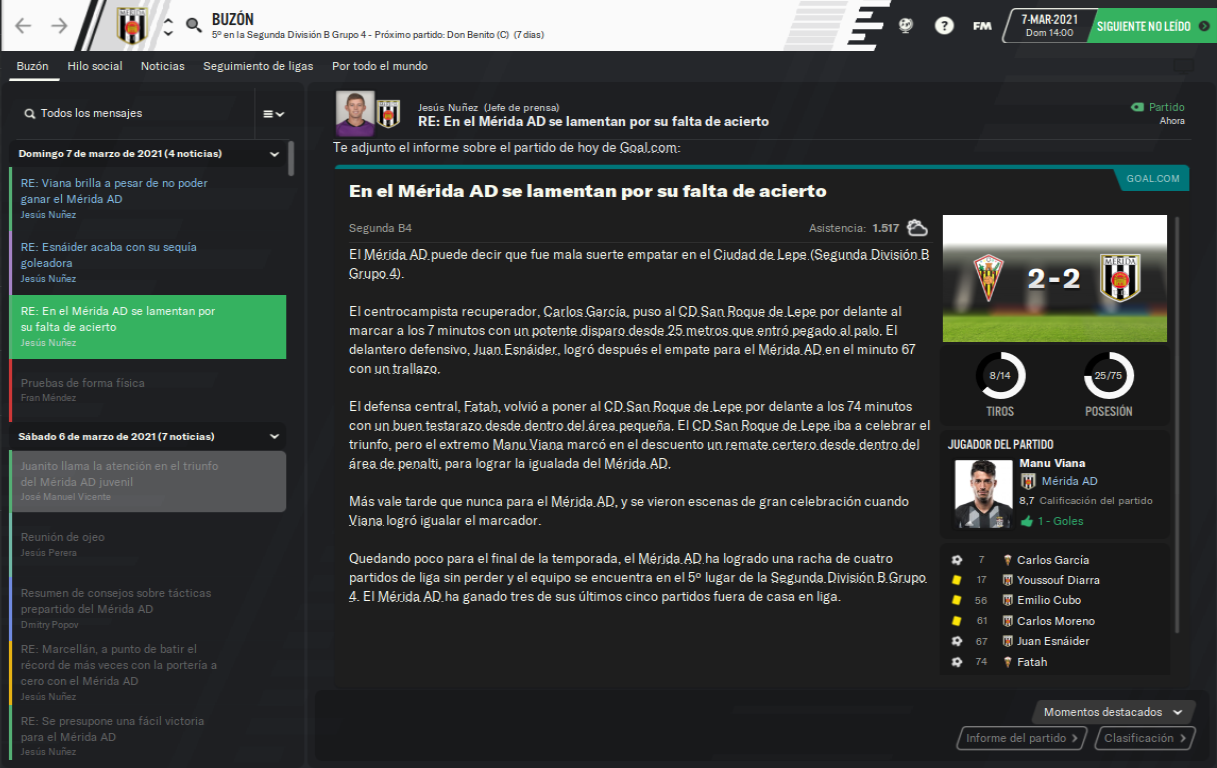 BUZÓN
5º en la Segunda División B Grupo 4 - Próximo partido: Don Benito (C) (7 días)
?
FM
7-MAR-2021
Dom 14:00
SIGUIENTE NO LEÍDO
Buzón
Hilo social
Noticias
Seguimiento de ligas
Por todo el mundo
Todos los mensajes
Domingo 7 de marzo de 2021 (4 noticias)
RE: Viana brilla a pesar de no poder
ganar el Mérida AD
Jesús Nuñez
RE: Esnáider acaba con su sequía
goleadora
Jesús Nuñez
RE: En el Mérida AD se lamentan por
su falta de acierto
Jesús Nuñez
Pruebas de forma física
Fran Méndez
Sábado 6 de marzo de 2021 (7 noticias)
Juanito llama la atención en el triunfo
del Mérida AD juvenil
José Manuel Vicente
Reunión de ojeo
Jesús Perera
Resumen de consejos sobre tácticas
prepartido del Mérida AD
Dmitry Popov
RE: Marcellán, a punto de batir el
récord de más veces con la portería a
cero con el Mérida AD
Jesús Nuñez
RE: Se presupone una fácil victoria
para el Mérida AD
Jesús Nuñez
Jesús Nuñez (Jefe de prensa)
RE: En el Mérida AD se lamentan por su falta de acierto
Partido
Ahora
Te adjunto el informe sobre el partido de hoy de Goal.com:
En el Mérida AD se lamentan por su falta de acierto
GOAL.COM
Segunda B4
Asistencia: 1.517
El Mérida AD puede decir que fue mala suerte empatar en el Ciudad de Lepe (Segunda División B
Grupo 4).
El centrocampista recuperador, Carlos García, puso al CD San Roque de Lepe por delante al
marcar a los 7 minutos con un potente disparo desde 25 metros que entró pegado al palo. El
delantero defensivo, Juan Esnáider, logró después el empate para el Mérida AD en el minuto 67
con un trallazo.
El defensa central, Fatah, volvió a poner al CD San Roque de Lepe por delante a los 74 minutos
con un buen testarazo desde dentro del área pequeña. El CD San Roque de Lepe iba a celebrar el
triunfo, pero el extremo Manu Viana marcó en el descuento un remate certero desde dentro del
área de penalti, para lograr la igualada del Mérida AD.
Más vale tarde que nunca para el Mérida AD, y se vieron escenas de gran celebración cuando
Viana logró igualar el marcador.
Quedando poco para el final de la temporada, el Mérida AD ha logrado una racha de cuatro
partidos de liga sin perder y el equipo se encuentra en el 5º lugar de la Segunda División B Grupo
4. El Mérida AD ha ganado tres de sus últimos cinco partidos fuera de casa en liga.
2-2
MÉRIDA
8/14
TIROS
25/75
POSESIÓN
JUGADOR DEL PARTIDO
Manu Viana
Mérida AD
8,7 Calificación del partido
1 - Goles
7 Carlos García
17 Youssouf Diarra
56 Emilio Cubo
61 Carlos Moreno
67 Juan Esnáider
74 Fatah
Momentos destacados
Informe del partido
Clasificación